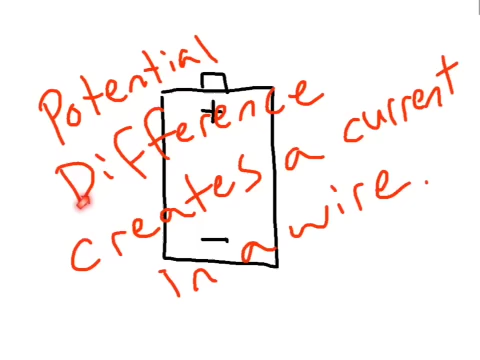 Potential
Difference
creates a current
in a wire.
+
-